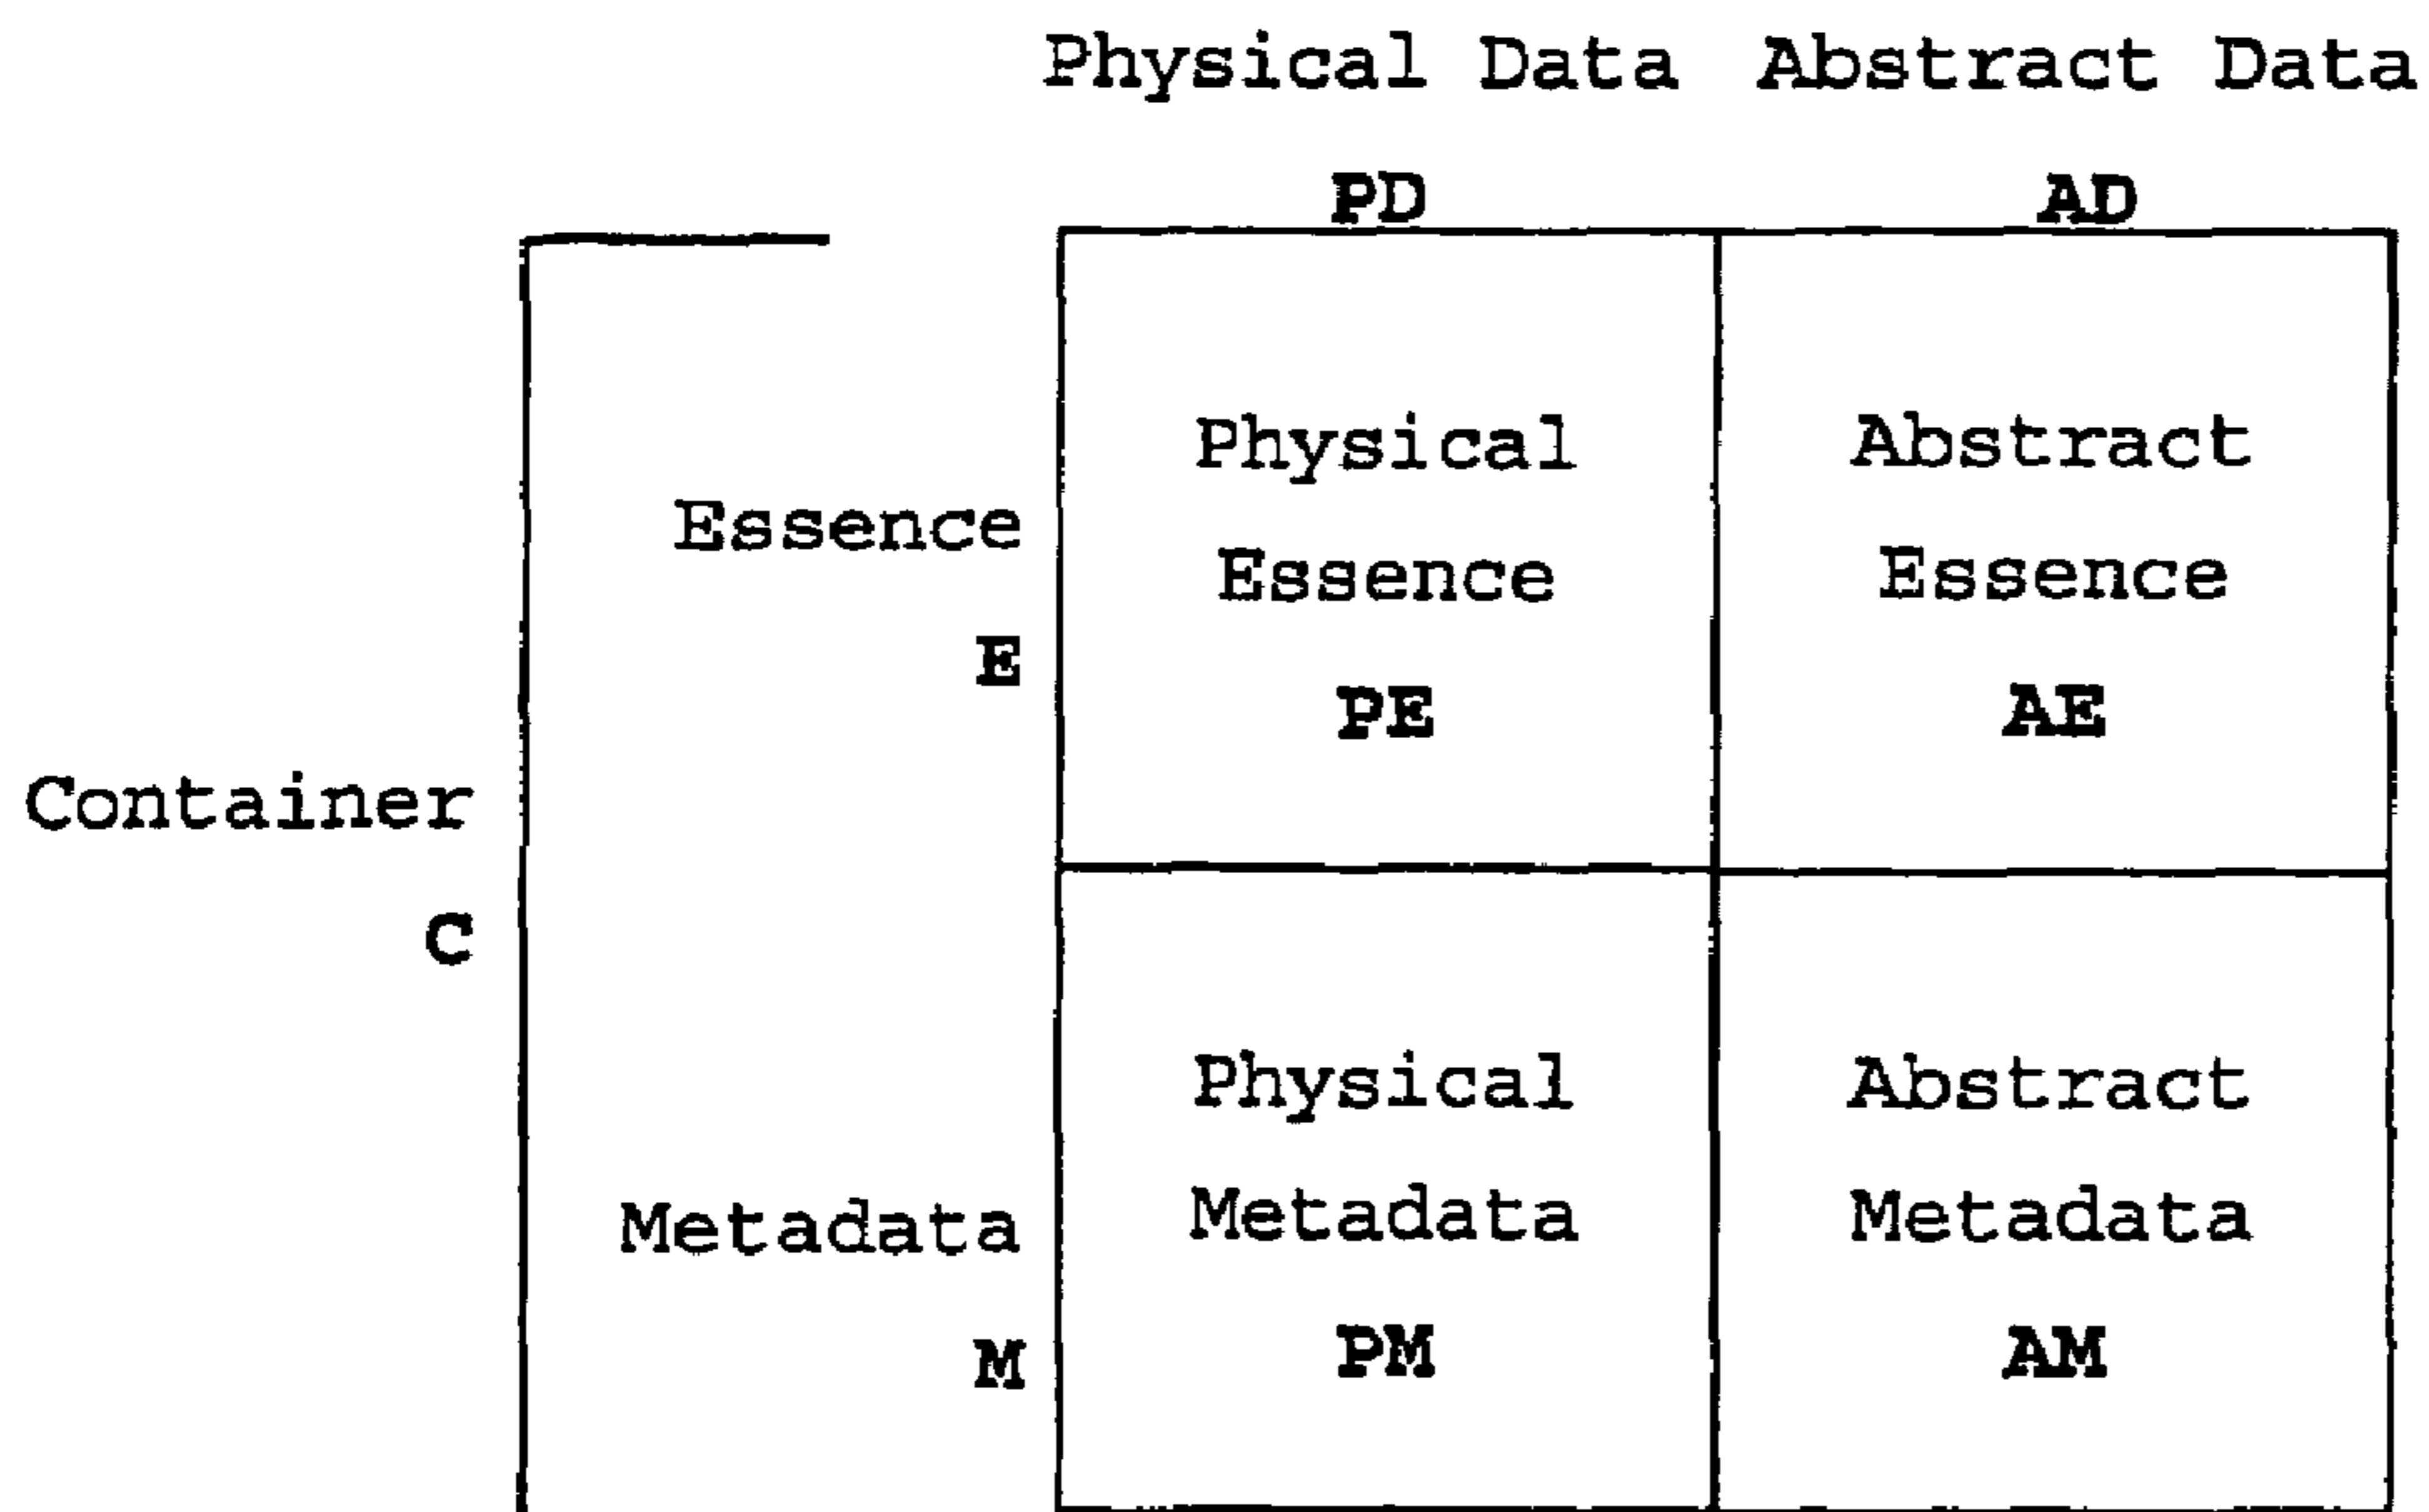 Physical Data Abstract Data
PD AD
Physical Abstract
Essence
Essence Essence
E
PE AE
Container
C
Physical Abstract
Metadata
Metadata Metadata
M
PM AM